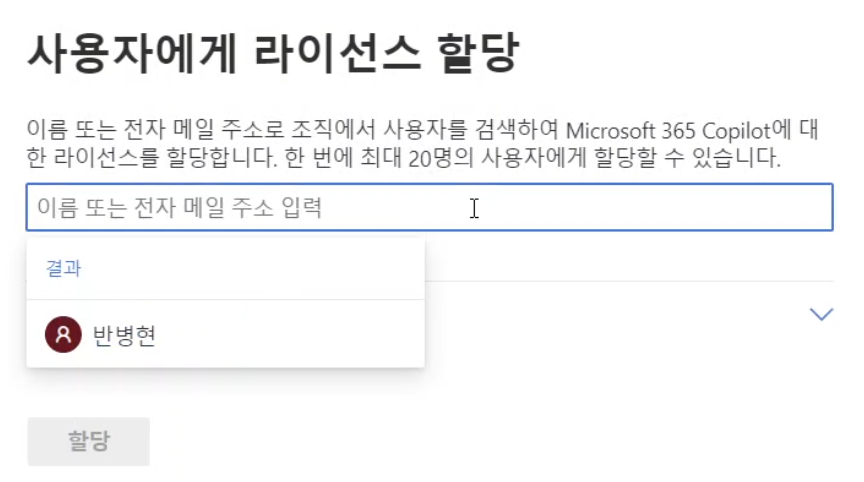 사용자에게 라이선스 할당
이름 또는 전자 메일 주소로 조직에서 사용자를 검색하여 Microsoft 365 Copilot에 대
한 라이선스를 할당합니다. 한 번에 최대 20명의 사용자에게 할당할 수 있습니다.
이름 또는 전자 메일 주소 입력
결과
반병현
할당